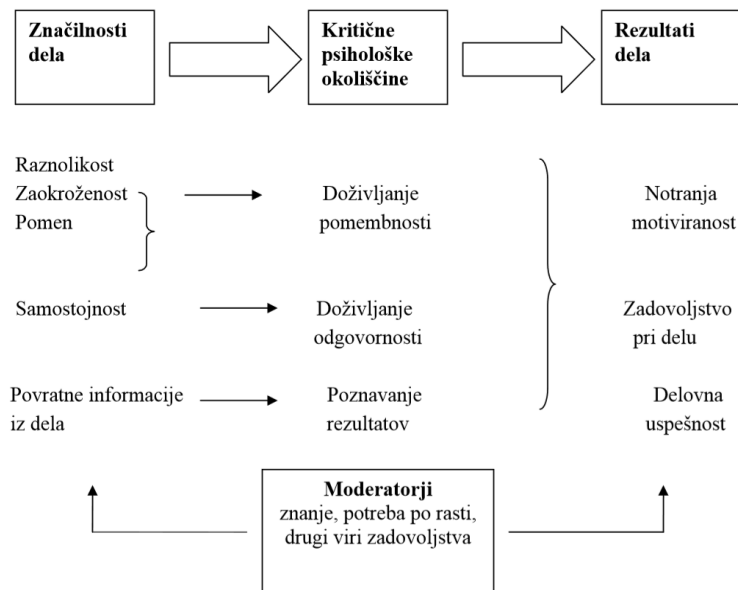 Značilnosti
dela
Kritične
psihološke
okoliščine
Rezultati
dela
Raznolikost
Zaokroženost
Pomen
Doživljanje
pomembnosti
Notranja
motiviranost
Samostojnost
Doživljanje
odgovornosti
Zadovoljstvo
pri delu
Povratne informacije
iz dela
Poznavanje
rezultatov
Delovna
uspešnost
Moderatorji
znanje, potreba po rasti,
drugi viri zadovoljstva